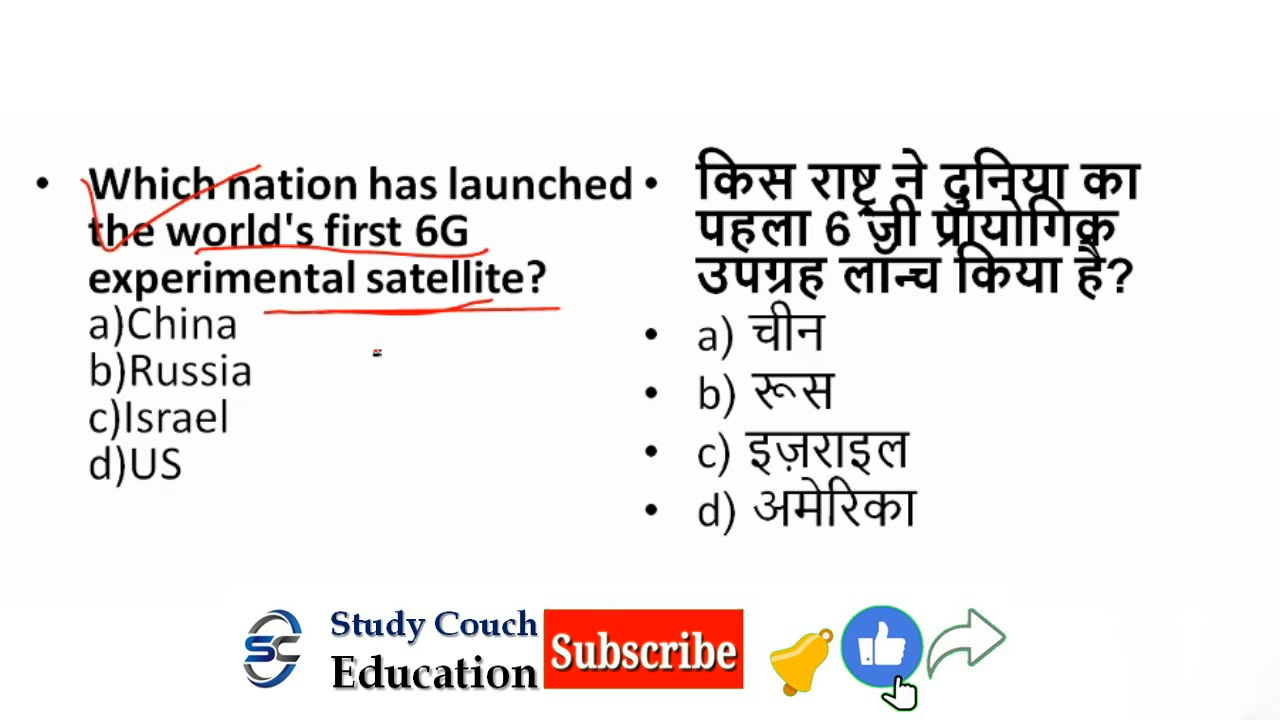 • Which nation has launched
the world's first 6G
experimental satellite?
a)China
b)Russia
c)Israel
d)US
• किस राष्ट्र ने दुनिया का
पहला 6 जी प्रायोगिक
उपग्रह लॉन्च किया है?
• a) चीन
• b) रूस
• c) इज़राइल
• d) अमेरिका
SC
Study Couch
Education
Subscribe